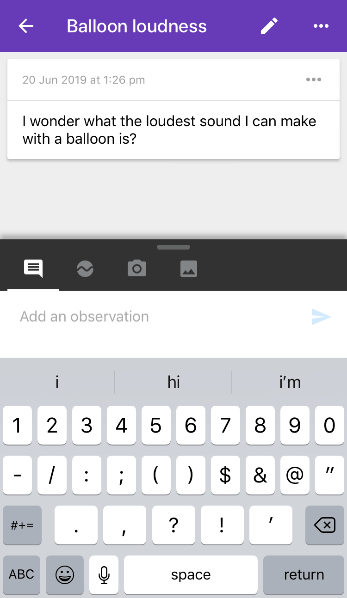 Balloon loudness
20 Jun 2019 at 1:26 pm
I wonder what the loudest sound I can make
with a balloon is?
Add an observation
i hi i'm
1 2 3 4 5 6 7 8 9 0
- / : ; ( ) $ & @ "
#+= . , ? ! '
ABC space return